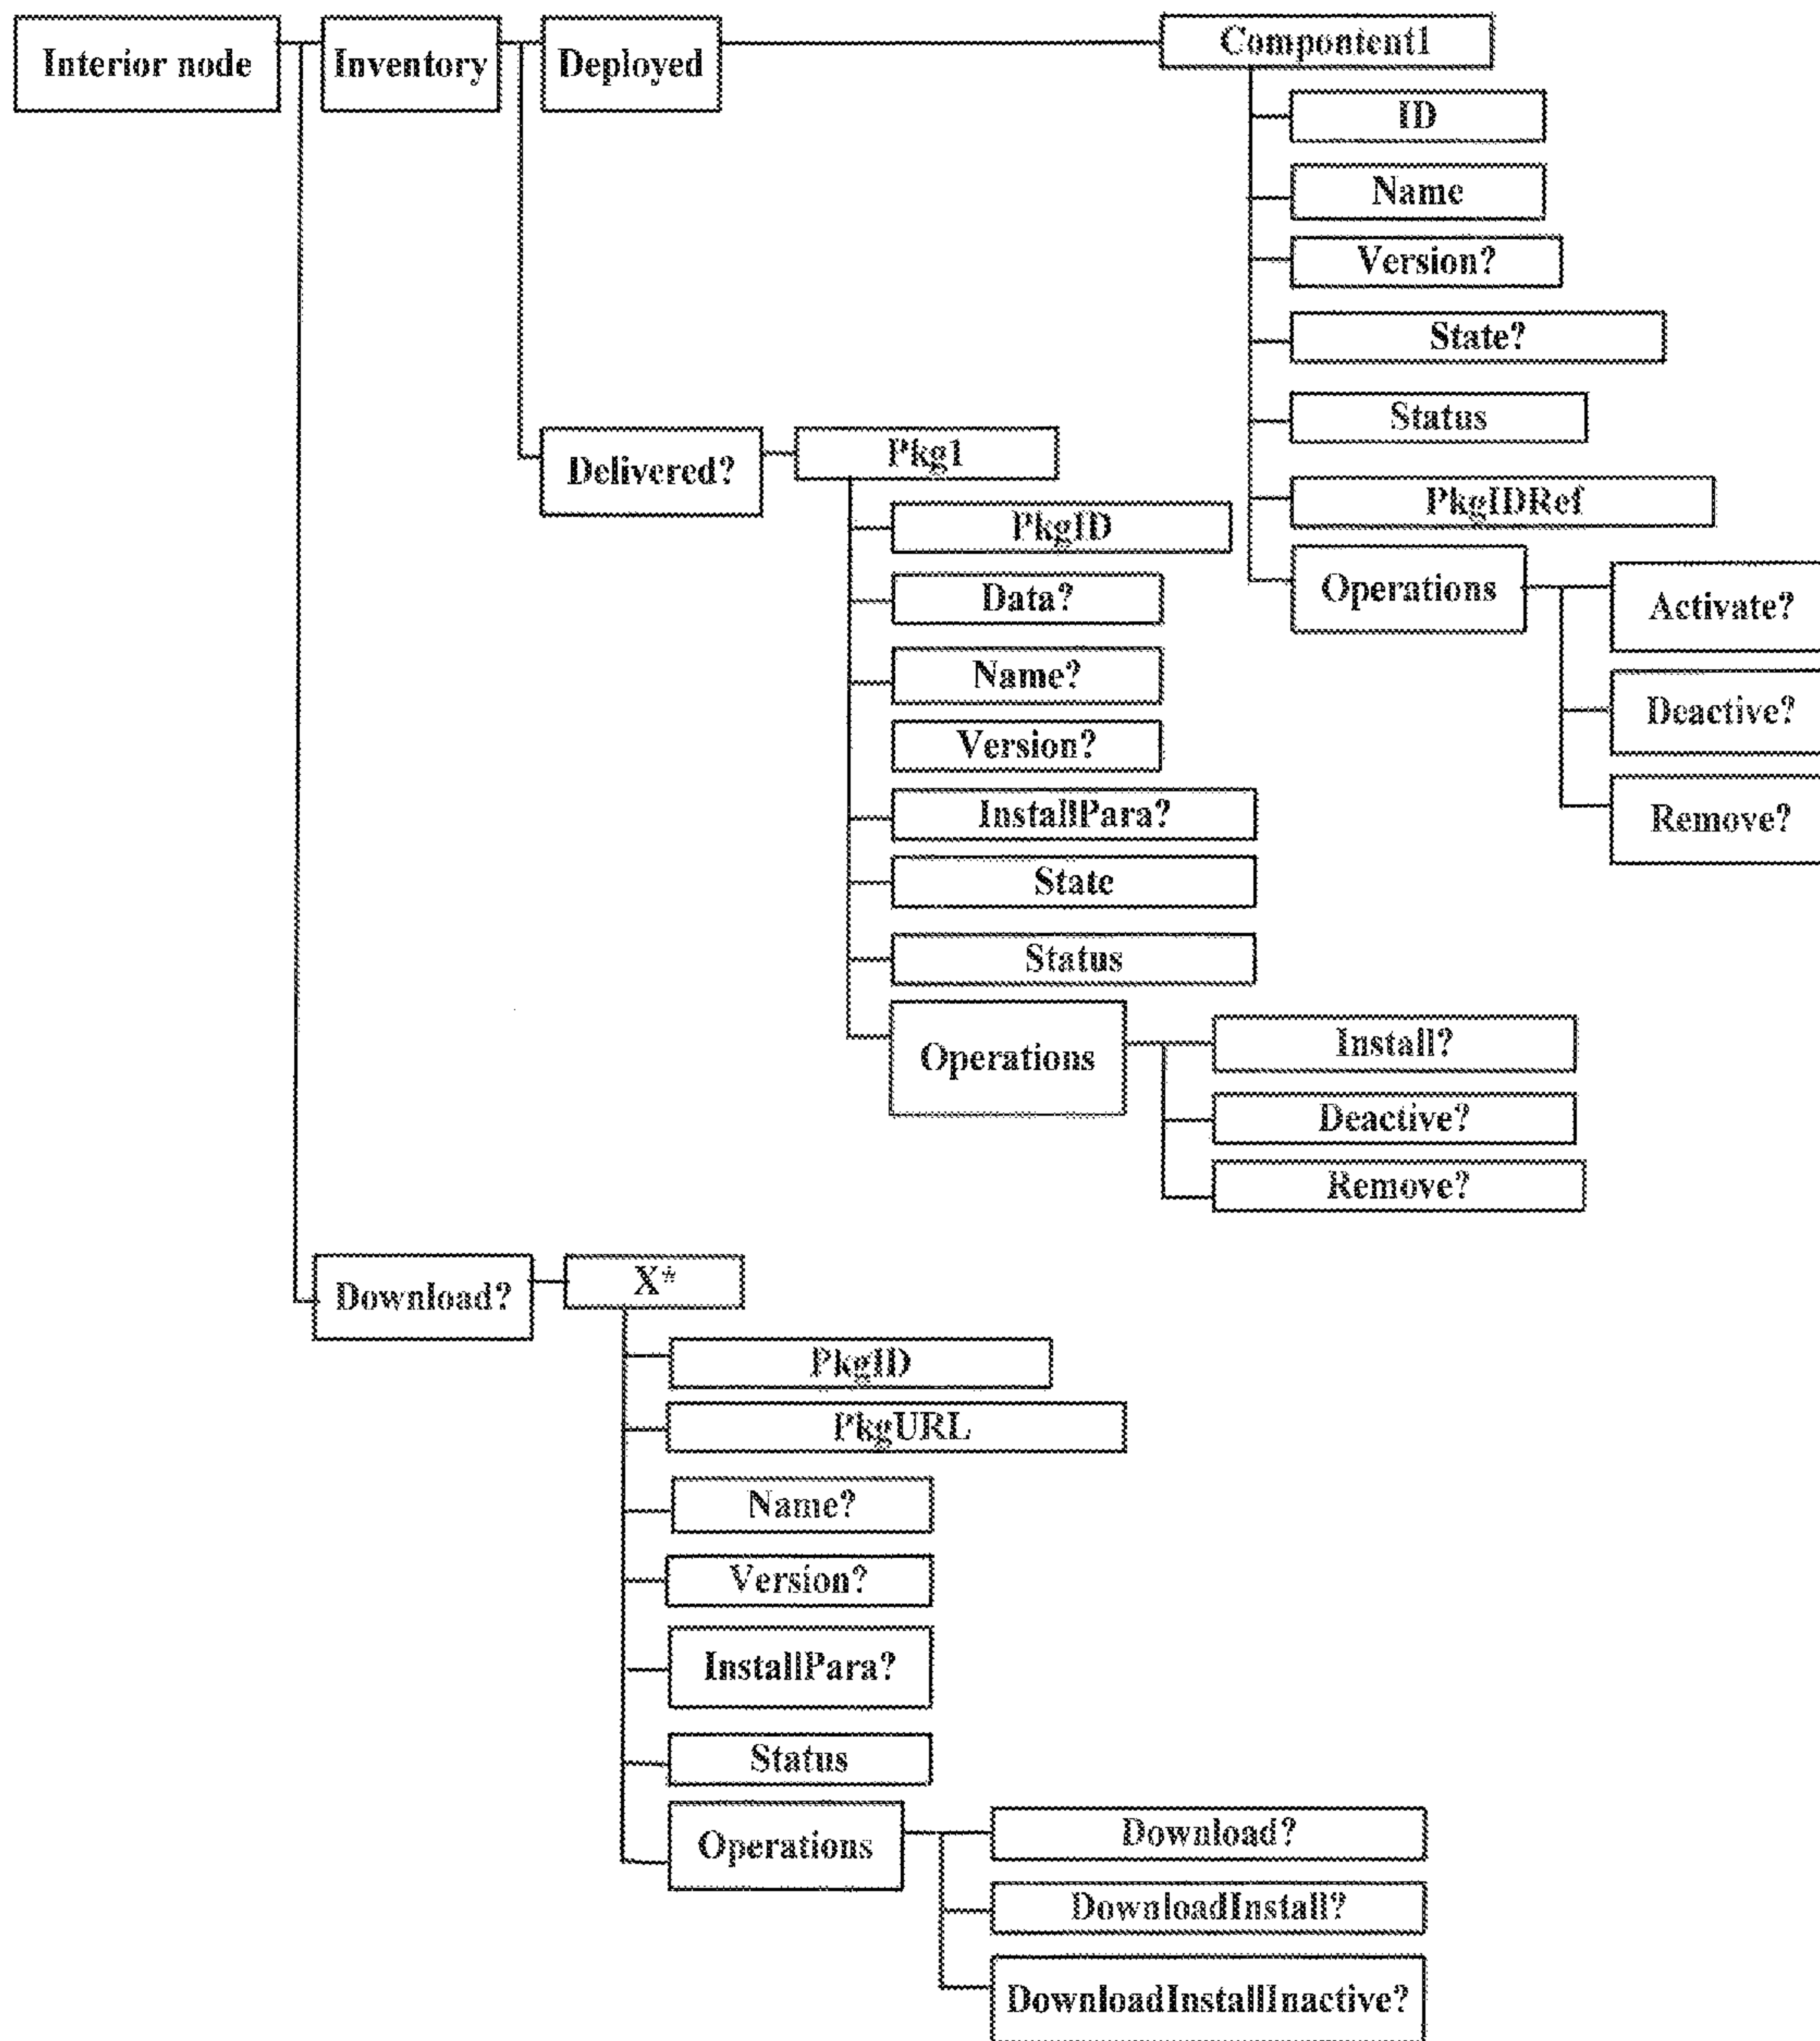 Interior node
Inventory
Deployed
Compontent1
ID
Name
Version?
State?
Status
PkgIDRef
Operations
Activate?
Deactive?
Remove?
Delivered?
Pkg1
PkgID
Data?
Name?
Version?
InstallPara?
State
Status
Operations
Install?
Deactive?
Remove?
Download?
X*
PkgID
PkgURL
Name?
Version?
InstallPara?
Status
Operations
Download?
DownloadInstall?
DownloadInstallInactive?